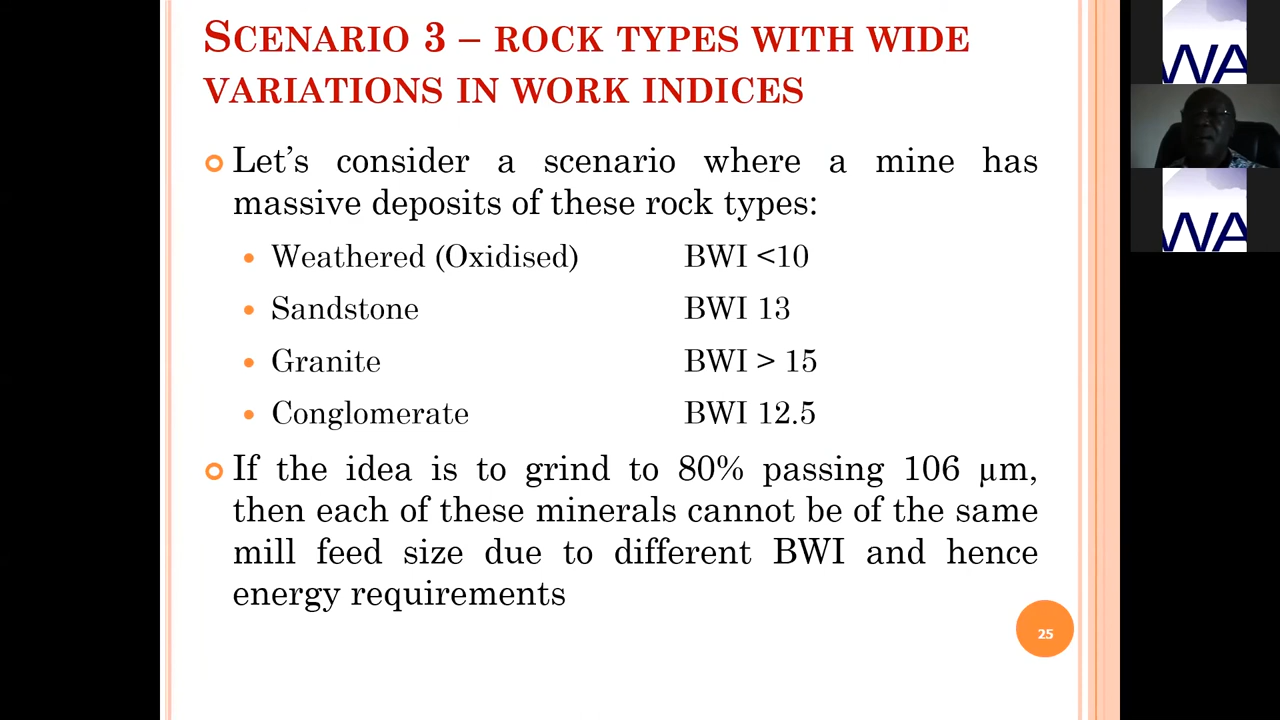 SCENARIO 3 – ROCK TYPES WITH WIDE
VARIATIONS IN WORK INDICES
Let's consider a scenario where a mine has
massive deposits of these rock types:
Weathered (Oxidised) BWI <10
Sandstone BWI 13
Granite BWI > 15
Conglomerate BWI 12.5
If the idea is to grind to 80% passing 106 µm,
then each of these minerals cannot be of the same
mill feed size due to different BWI and hence
energy requirements
25
WA
WA